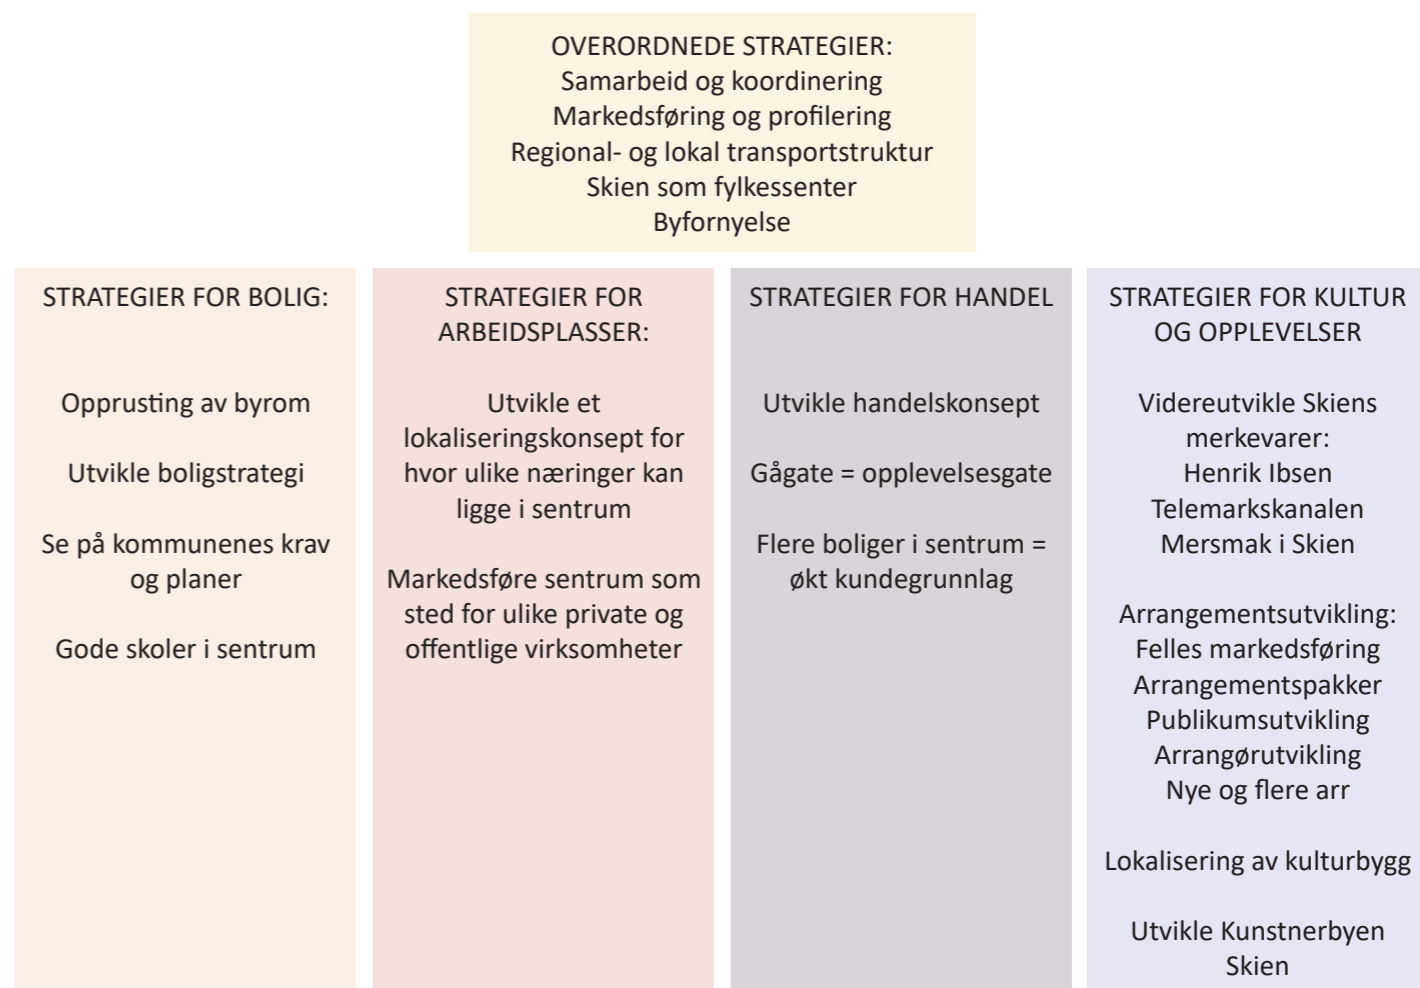 OVERORDNEDE STRATEGIER:
Samarbeid og koordinering
Markedsføring og profilering
Regional- og lokal transportstruktur
Skien som fylkessenter
Byfornyelse
STRATEGIER FOR BOLIG:
Opprusting av byrom
Utvikle boligstrategi
Se på kommunenes krav
og planer
Gode skoler i sentrum
STRATEGIER FOR
ARBEIDSPLASSER:
Utvikle et
lokaliseringskonsept for
hvor ulike næringer kan
ligge i sentrum
Markedsføre sentrum som
sted for ulike private og
offentlige virksomheter
STRATEGIER FOR HANDEL
Utvikle handelskonsept
Gågate = opplevelsesgate
Flere boliger i sentrum =
økt kundegrunnlag
STRATEGIER FOR KULTUR
OG OPPLEVELSER
Videreutvikle Skiens
merkevarer:
Henrik Ibsen
Telemarkskanalen
Mersmak i Skien
Arrangementsutvikling:
Felles markedsføring
Arrangementspakker
Publikumsutvikling
Arrangørutvikling
Nye og flere arr
Lokalisering av kulturbygg
Utvikle Kunstnerbyen
Skien